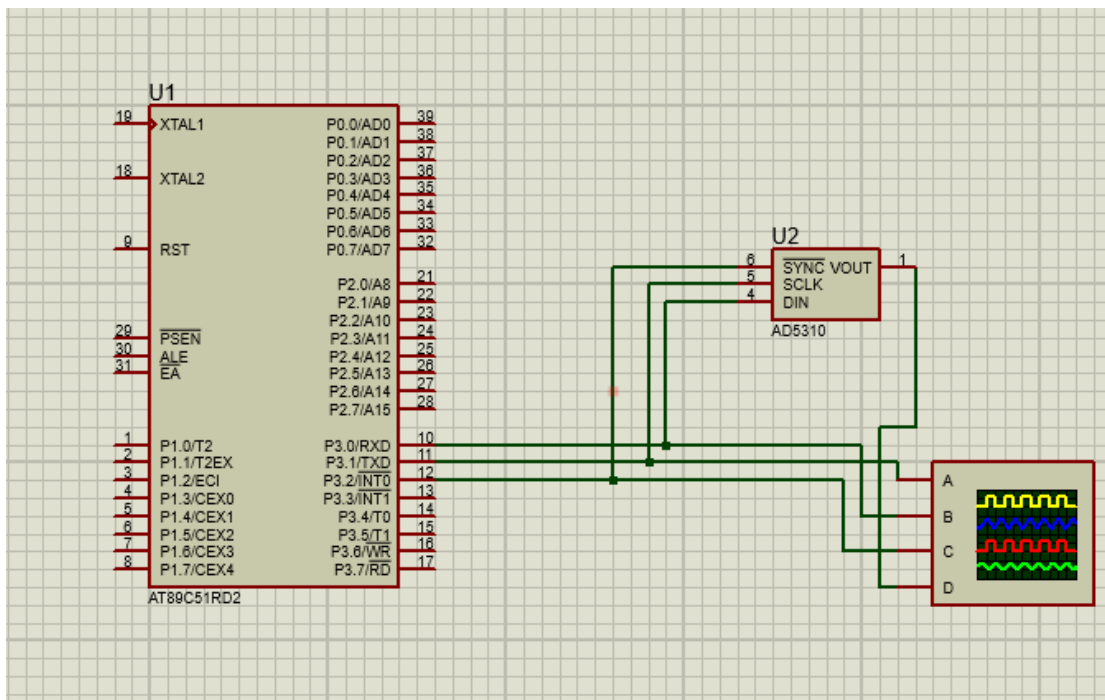 U1
19 XTAL1 P0.0/AD0 39
P0.1/AD1 38
P0.2/AD2 37
18 XTAL2 P0.3/AD3 36
P0.4/AD4 35
P0.5/AD5 34
P0.6/AD6 33
9 RST P0.7/AD7 32
P2.0/A8 21
P2.1/A9 22
P2.2/A10 23
29 PSEN P2.3/A11 24
30 ALE P2.4/A12 25
31 EA P2.5/A13 26
P2.6/A14 27
P2.7/A15 28
1 P1.0/T2 P3.0/RXD 10
2 P1.1/T2EX P3.1/TXD 11
3 P1.2/ECI P3.2/INT0 12
4 P1.3/CEX0 P3.3/INT1 13
5 P1.4/CEX1 P3.4/T0 14
6 P1.5/CEX2 P3.5/T1 15
7 P1.6/CEX3 P3.6/WR 16
8 P1.7/CEX4 P3.7/RD 17
AT89C51RD2
U2
6 SYNC VOUT 1
5 SCLK
4 DIN
AD5310
A
B
C
D